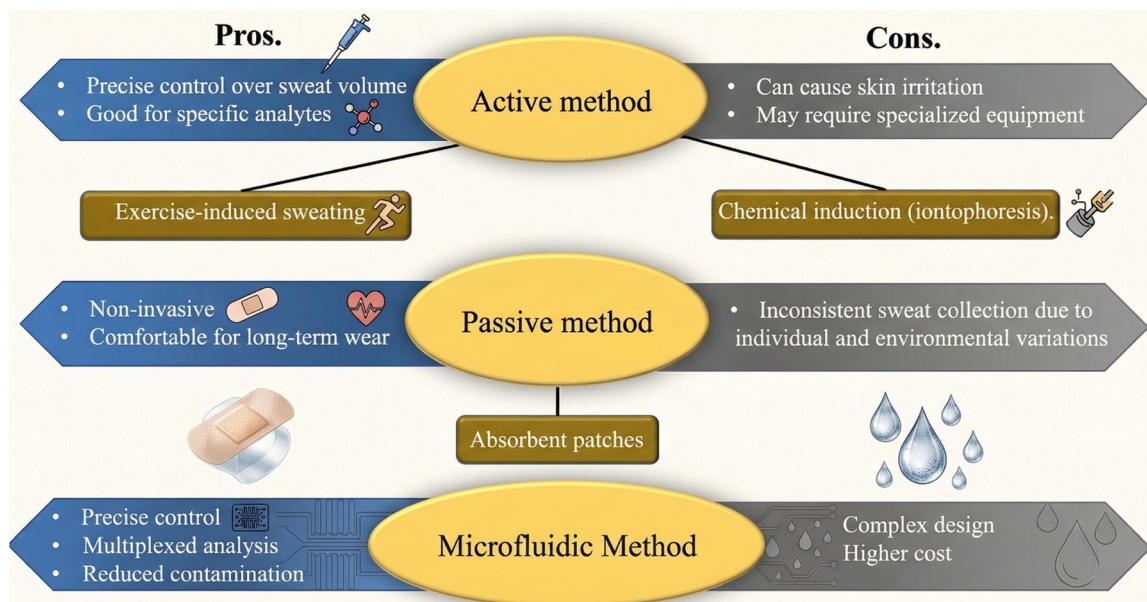 Pros.
Cons.
• Precise control over sweat volume
• Good for specific analytes
Active method
• Can cause skin irritation
• May require specialized equipment
Exercise-induced sweating
Chemical induction (iontophoresis).
• Non-invasive
• Comfortable for long-term wear
Passive method
• Inconsistent sweat collection due to
individual and environmental variations
Absorbent patches
• Precise control
• Multiplexed analysis
• Reduced contamination
Microfluidic Method
Complex design
Higher cost